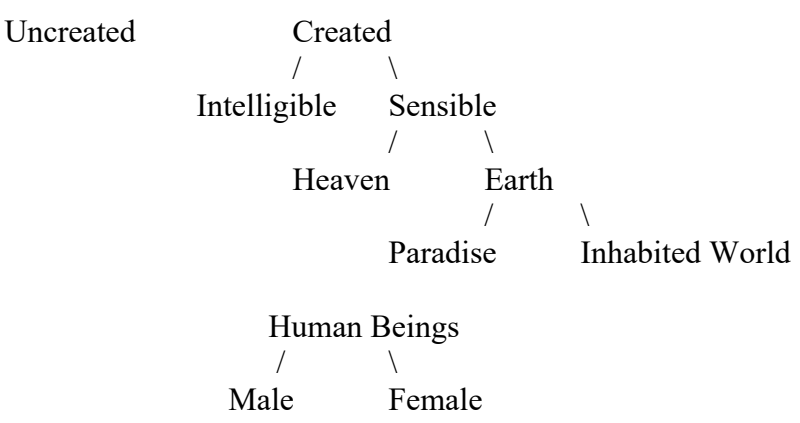 Uncreated Created
/ \
Intelligible Sensible
/ \
Heaven Earth
/ \
Paradise Inhabited World
Human Beings
/ \
Male Female